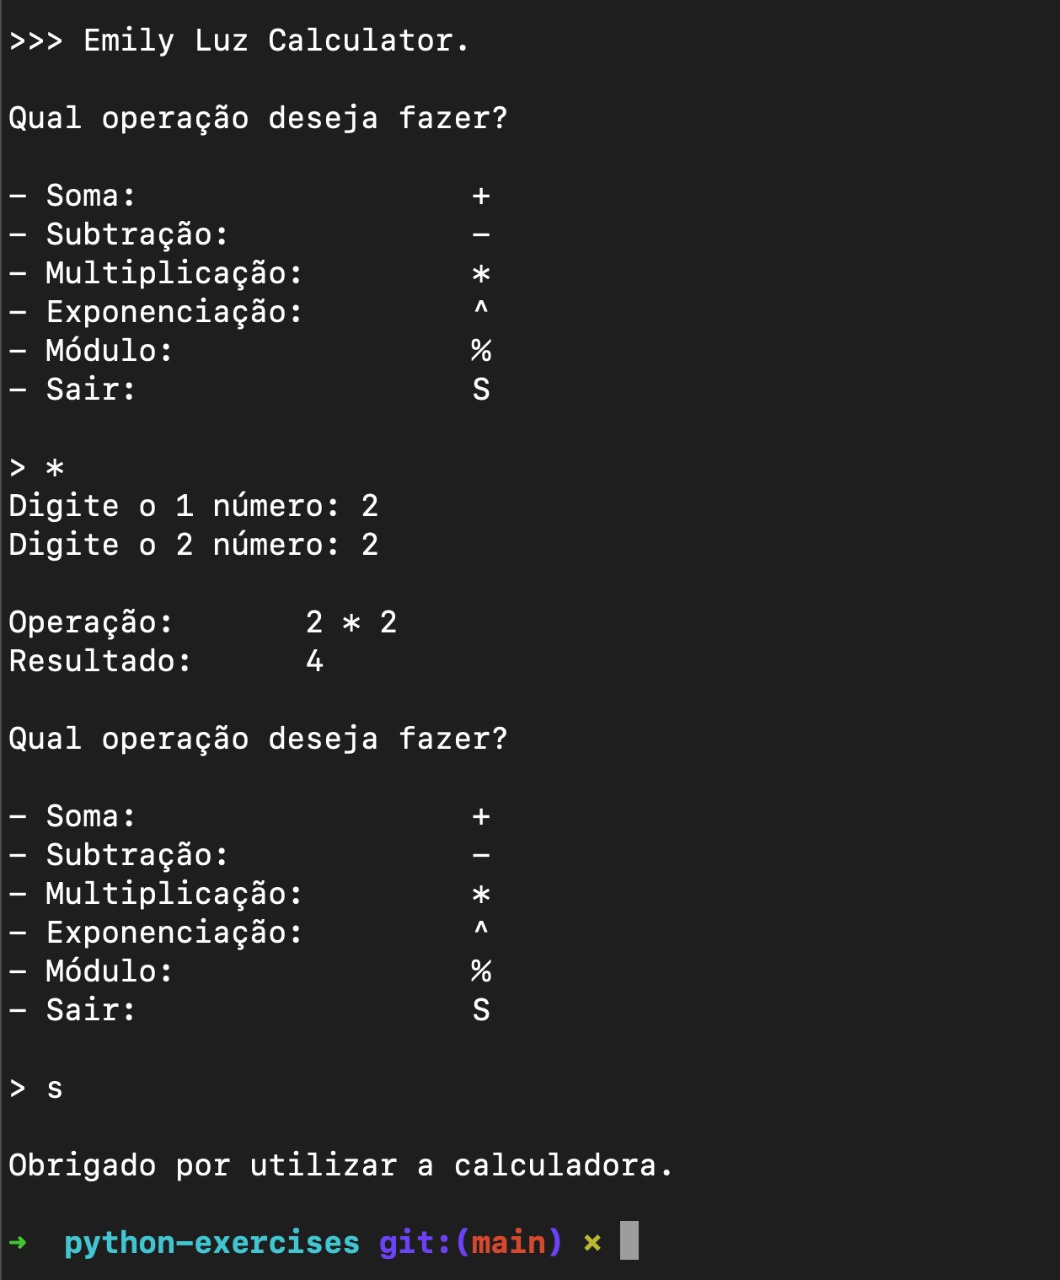 >>> Emily Luz Calculator.
Qual operação deseja fazer?
- Soma: +
- Subtração: -
- Multiplicação: *
- Exponenciação: ^
- Módulo: %
- Sair: S
> *
Digite o 1 número: 2
Digite o 2 número: 2
Operação: 2 * 2
Resultado: 4
Qual operação deseja fazer?
- Soma: +
- Subtração: -
- Multiplicação: *
- Exponenciação: ^
- Módulo: %
- Sair: S
> s
Obrigado por utilizar a calculadora.
→ python-exercises git:(main) ×